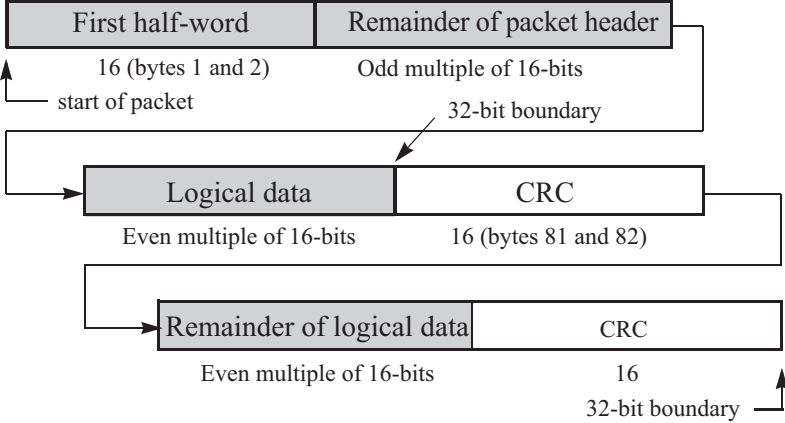 First half-word Remainder of packet header
16 (bytes 1 and 2) Odd multiple of 16-bits
start of packet
32-bit boundary
Logical data CRC
Even multiple of 16-bits 16 (bytes 81 and 82)
Remainder of logical data CRC
Even multiple of 16-bits 16
32-bit boundary